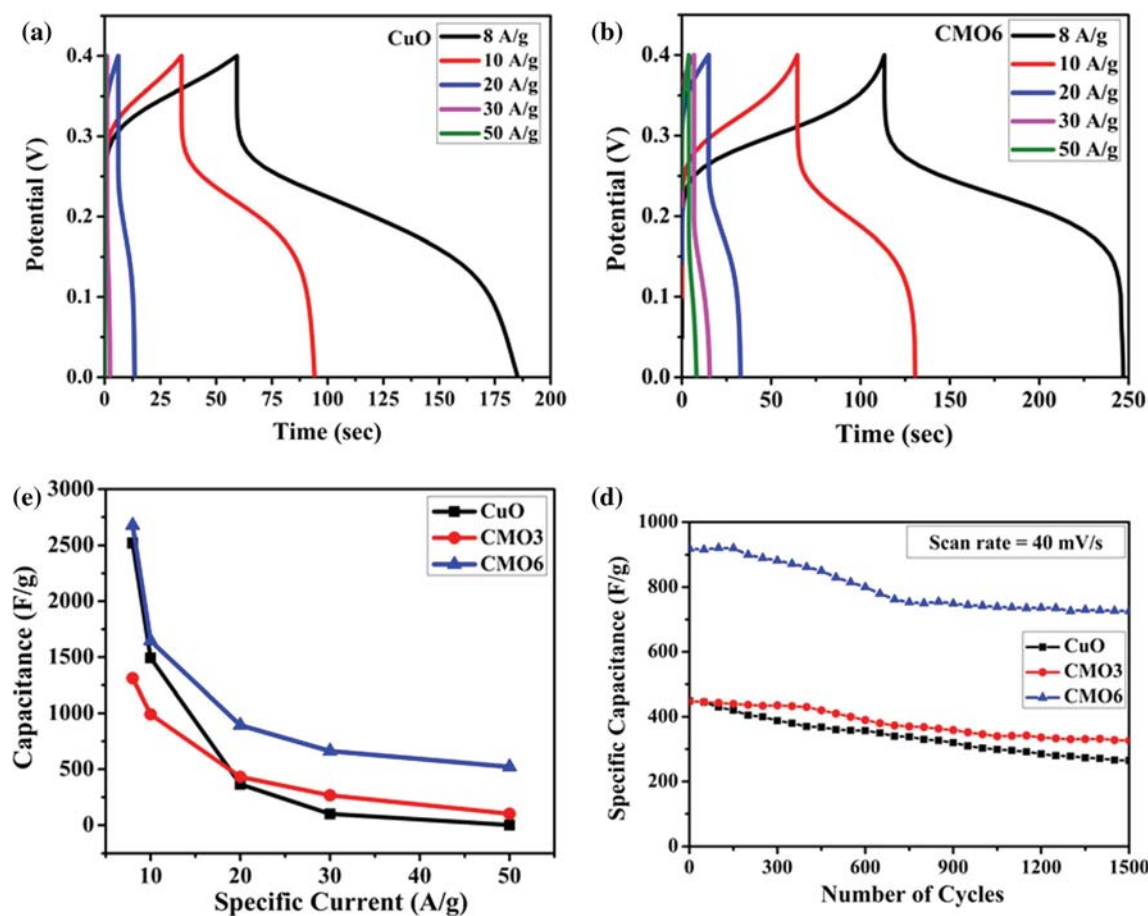 (a)
CuO
8 A/g
10 A/g
20 A/g
30 A/g
50 A/g
0.4
0.3
0.2
0.1
0.0
Potential (V)
0 25 50 75 100 125 150 175 200
Time (sec)
(b)
CMO6
8 A/g
10 A/g
20 A/g
30 A/g
50 A/g
0.4
0.3
0.2
0.1
0.0
Potential (V)
0 50 100 150 200 250
Time (sec)
(e)
CuO
CMO3
CMO6
3000
2500
2000
1500
1000
500
0
Capacitance (F/g)
10 20 30 40 50
Specific Current (A/g)
(d)
Scan rate = 40 mV/s
CuO
CMO3
CMO6
1000
800
600
400
200
0
Specific Capacitance (F/g)
0 300 600 900 1200 1500
Number of Cycles